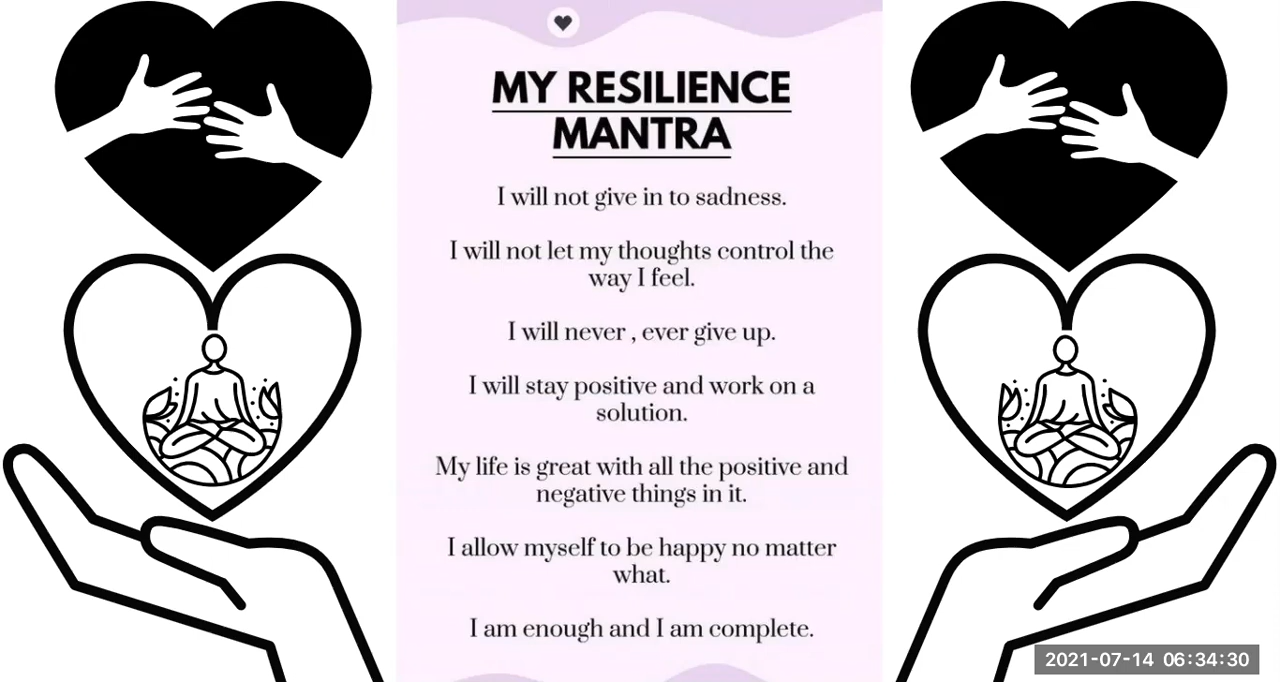 MY RESILIENCE
MANTRA
I will not give in to sadness.
I will not let my thoughts control the
way I feel.
I will never , ever give up.
I will stay positive and work on a
solution.
My life is great with all the positive and
negative things in it.
I allow myself to be happy no matter
what.
I am enough and I am complete.
2021-07-14 06:34:30